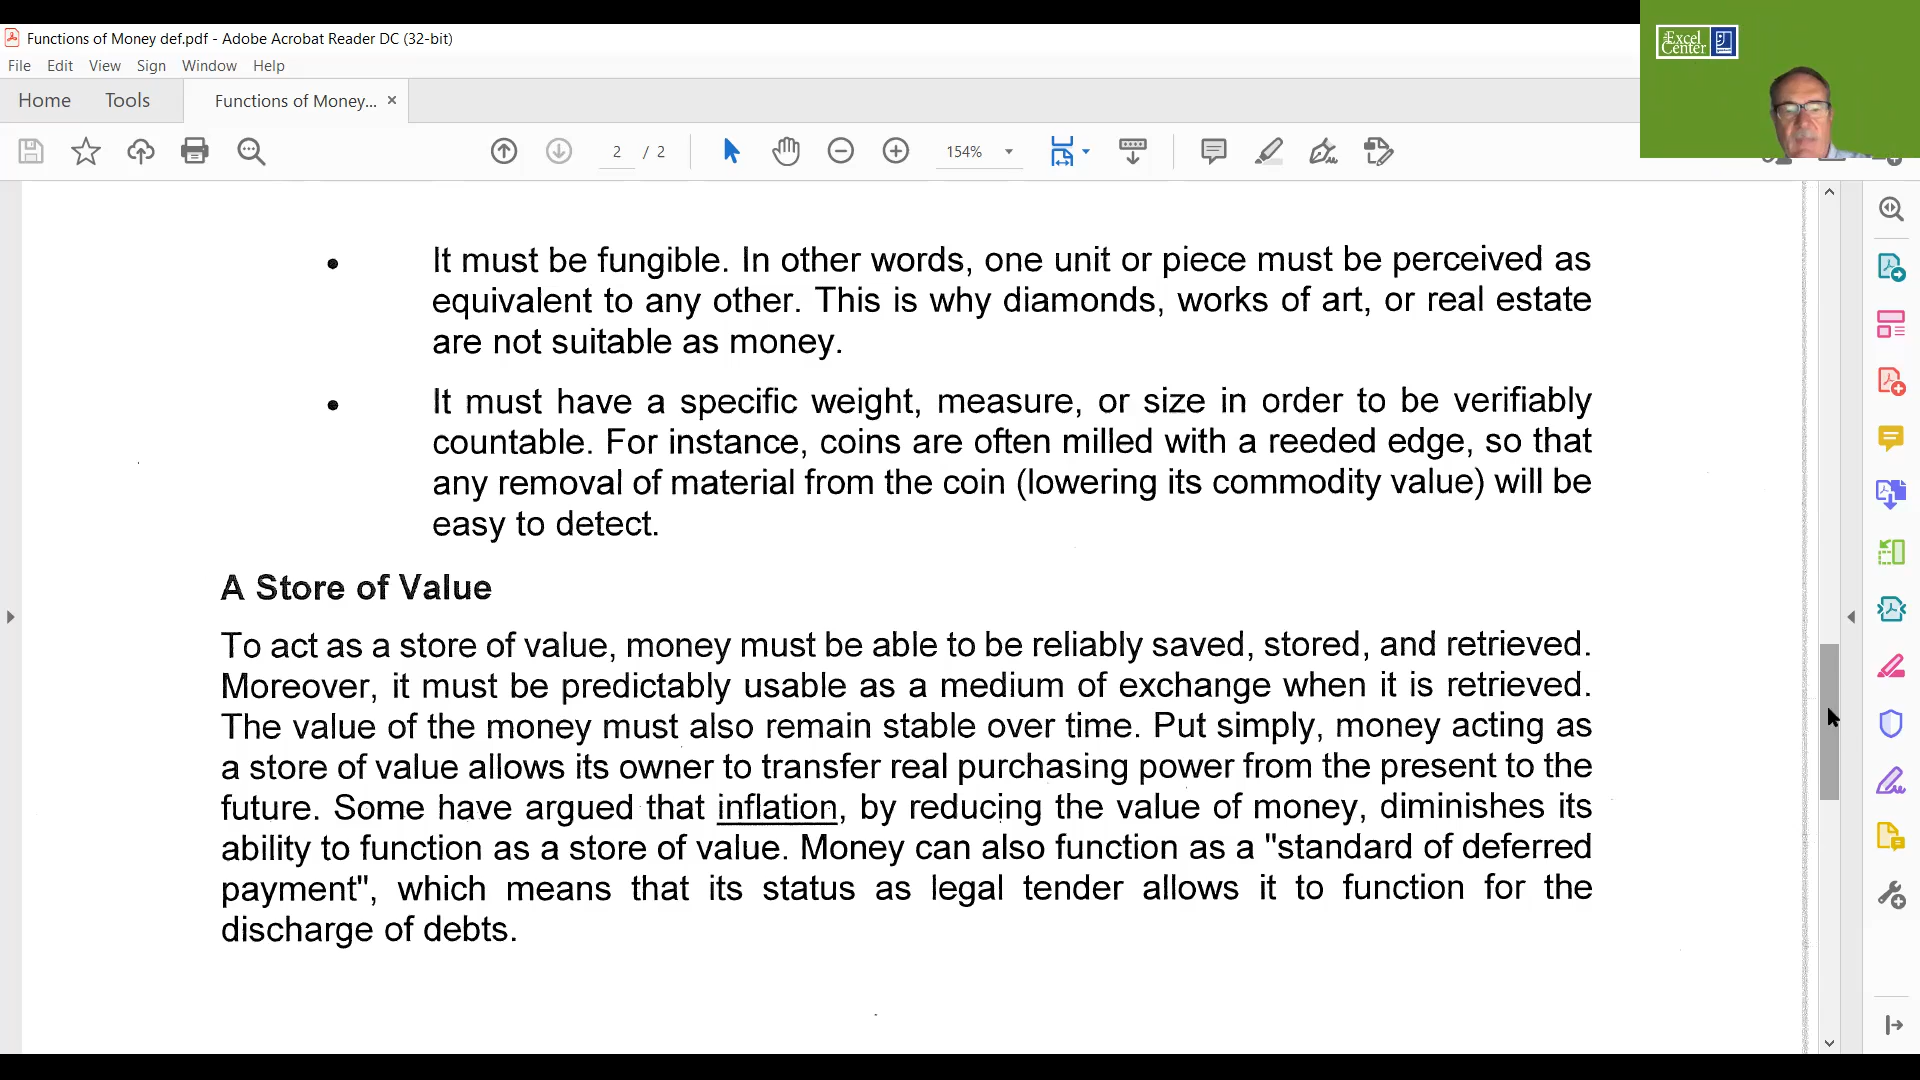 Functions of Money def.pdf - Adobe Acrobat Reader DC (32-bit)
File Edit View Sign Window Help
The Excel
Center
Home Tools Functions of Money... ×
2 / 2 154%
• It must be fungible. In other words, one unit or piece must be perceived as
equivalent to any other. This is why diamonds, works of art, or real estate
are not suitable as money.
• It must have a specific weight, measure, or size in order to be verifiably
countable. For instance, coins are often milled with a reeded edge, so that
any removal of material from the coin (lowering its commodity value) will be
easy to detect.
A Store of Value
To act as a store of value, money must be able to be reliably saved, stored, and retrieved.
Moreover, it must be predictably usable as a medium of exchange when it is retrieved.
The value of the money must also remain stable over time. Put simply, money acting as
a store of value allows its owner to transfer real purchasing power from the present to the
future. Some have argued that inflation, by reducing the value of money, diminishes its
ability to function as a store of value. Money can also function as a "standard of deferred
payment", which means that its status as legal tender allows it to function for the
discharge of debts.